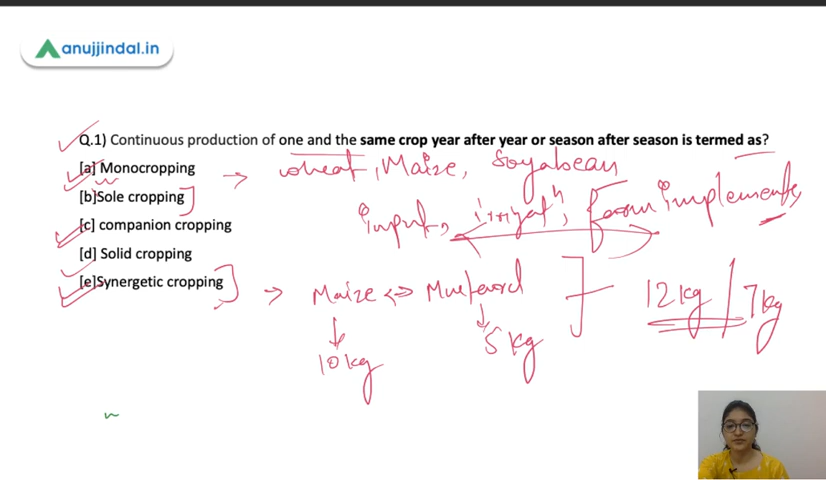 anujjindal.in
Q.1) Continuous production of one and the same crop year after year or season after season is termed as?
[a] Monocropping
wheat, Maize, Soyabean
[b]Sole cropping
input, irrigatn, farm implements,
[c] companion cropping
[d] Solid cropping
[e]Synergetic cropping
Maize <=> Mustard
12 kg / 7 kg
10 kg
5 kg